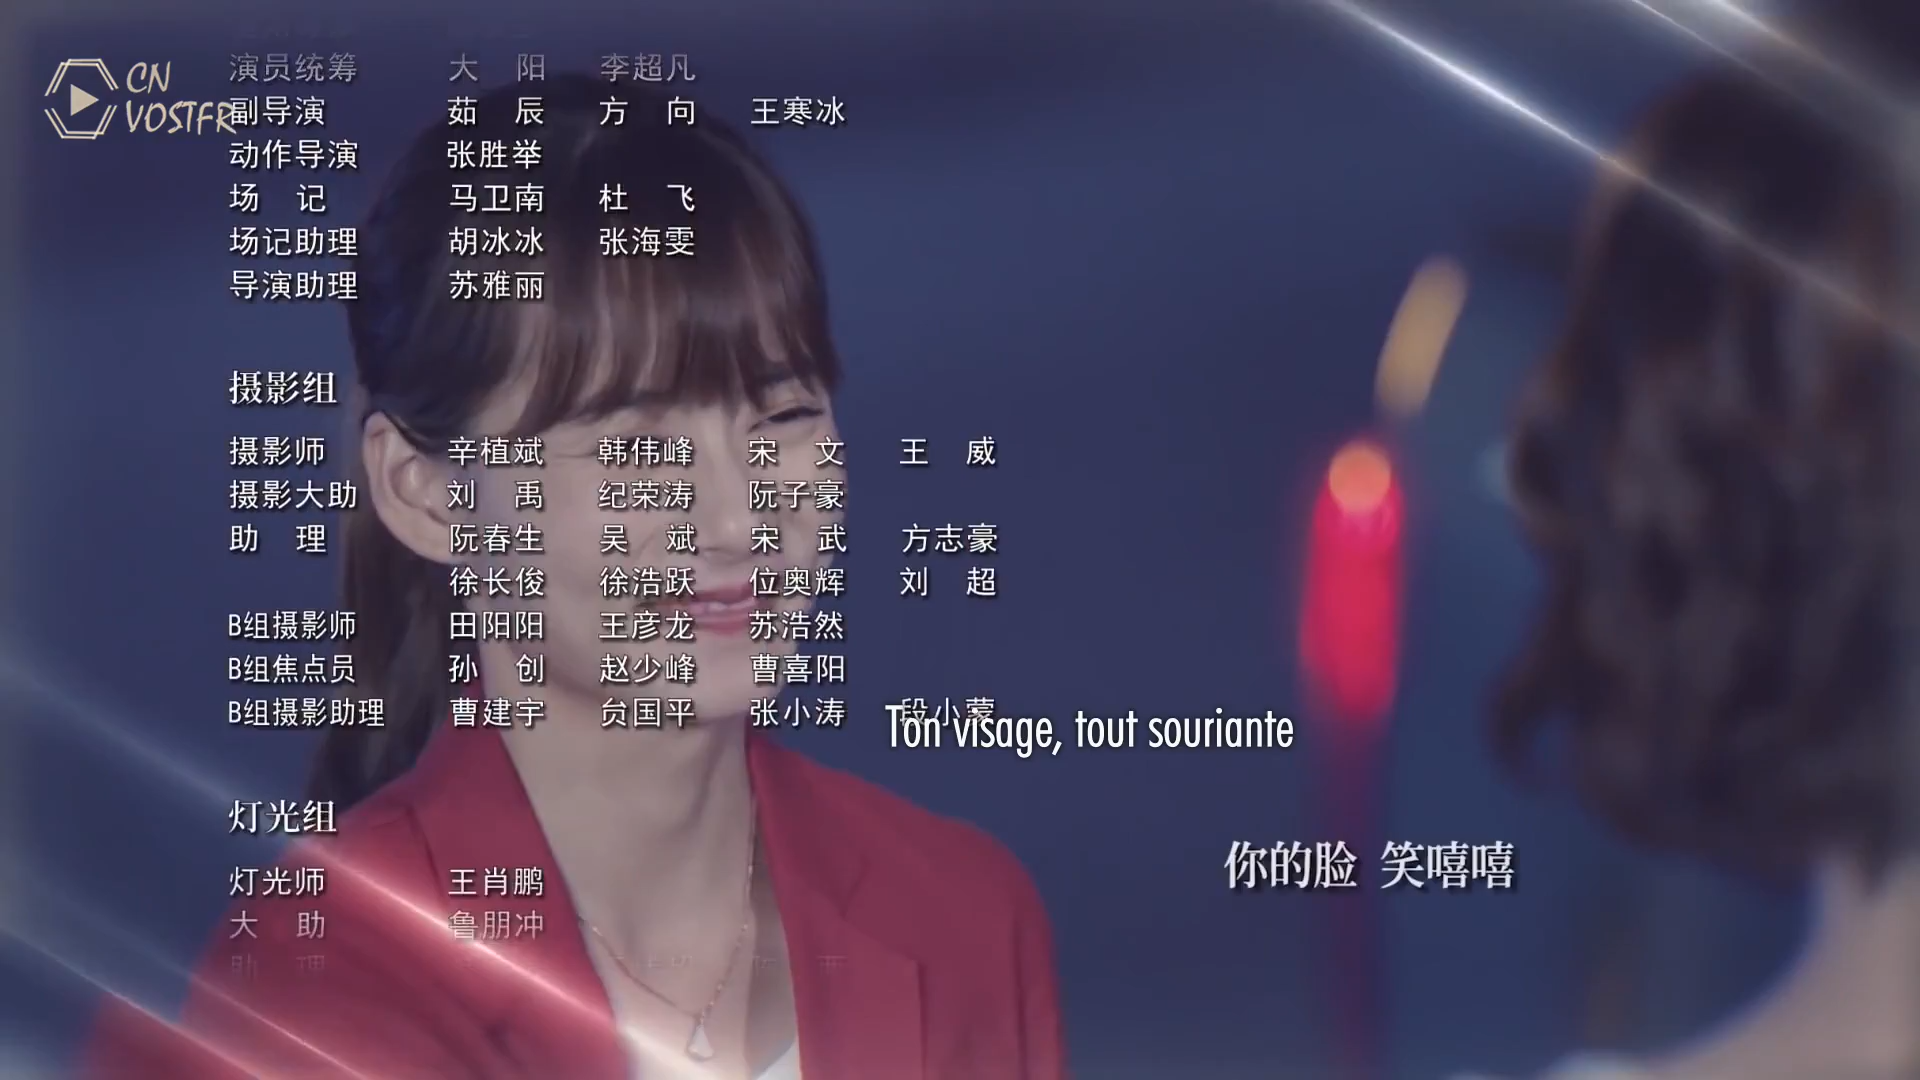 CN
VOSTFR
演员统筹 大 阳 李超凡
副导演 茹 辰 方 向 王寒冰
动作导演 张胜举
场 记 马卫南 杜 飞
场记助理 胡冰冰 张海雯
导演助理 苏雅丽
摄影组
摄影师 辛植斌 韩伟峰 宋 文 王 威
摄影大助 刘 禹 纪荣涛 阮子豪
助 理 阮春生 吴 斌 宋 武 方志豪
徐长俊 徐浩跃 位奥辉 刘 超
B组摄影师 田阳阳 王彦龙 苏浩然
B组焦点员 孙 创 赵少峰 曹喜阳
B组摄影助理 曹建宇 贠国平 张小涛 段小蒙
Ton visage, tout souriante
灯光组
你的脸 笑嘻嘻
灯光师 王肖鹏
大 助 鲁朋冲
助 理